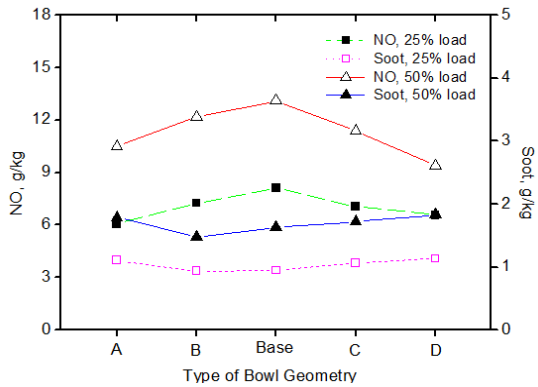 18
15
12
9
6
3
0
NO, g/kg
5
4
3
2
1
0
Soot, g/kg
NO, 25% load
Soot, 25% load
NO, 50% load
Soot, 50% load
A
B
Base
C
D
Type of Bowl Geometry